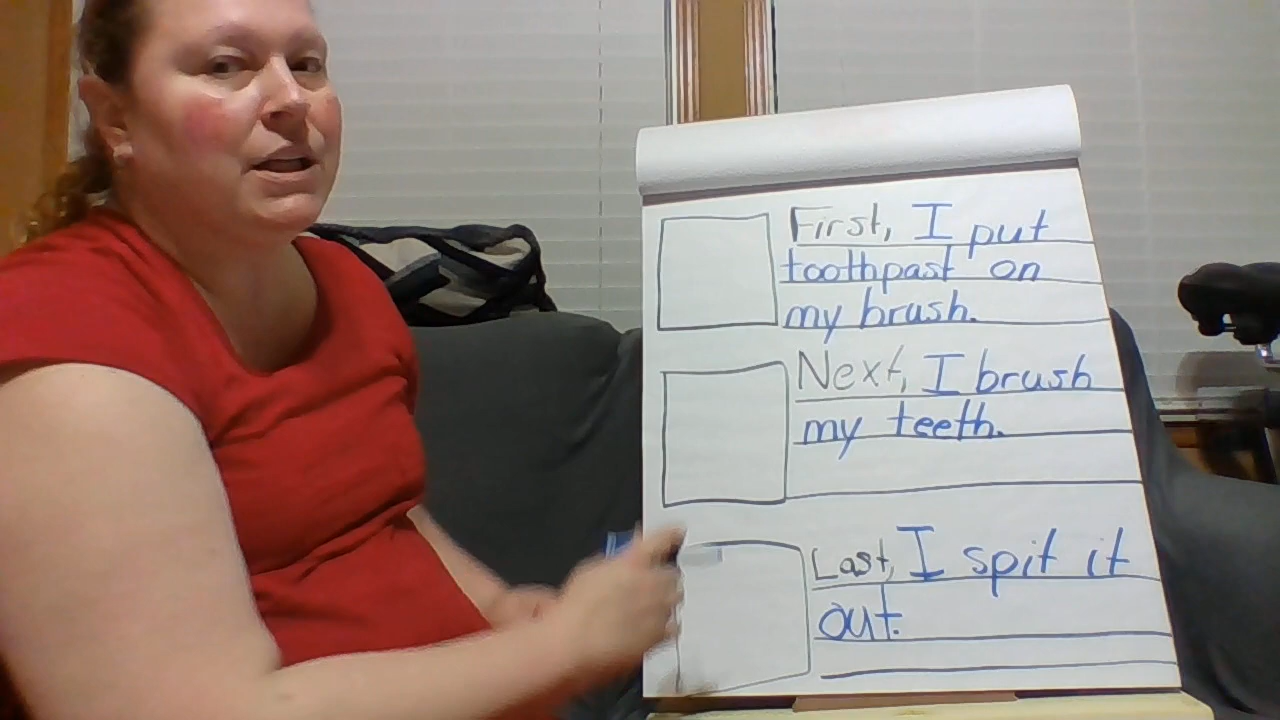 First, I put
toothpast on
my brush.
Next, I brush
my teeth.
Last, I spit it
out.